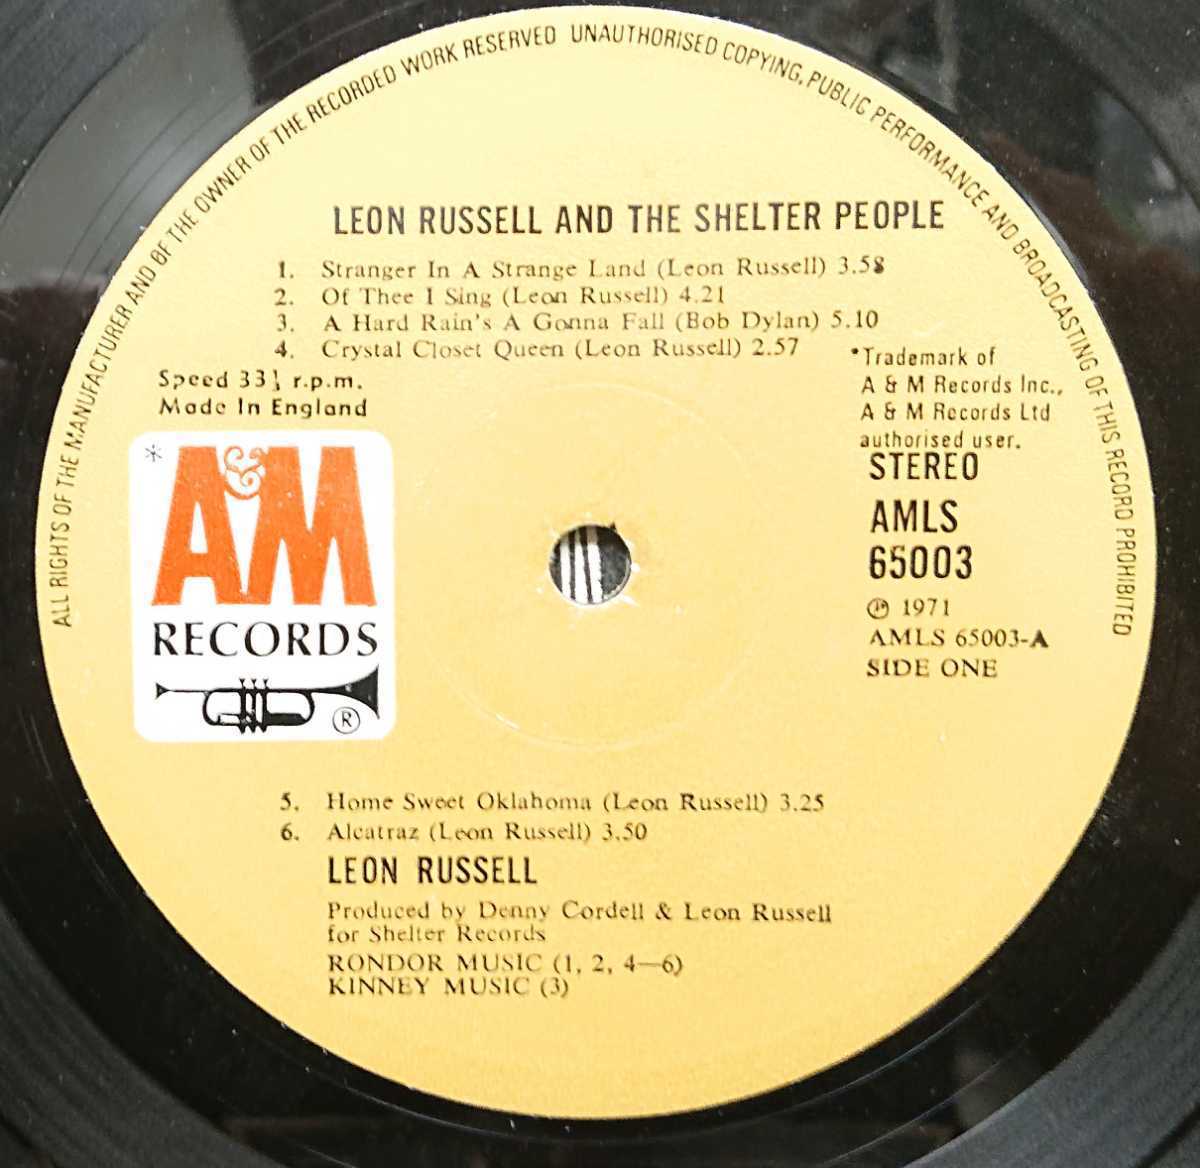 ALL RIGHTS OF THE MANUFACTURER AND OF THE OWNER OF THE RECORDED WORK RESERVED UNAUTHORISED COPYING, PUBLIC PERFORMANCE AND BROADCASTING OF THIS RECORD PROHIBITED
LEON RUSSELL AND THE SHELTER PEOPLE
1. Stranger In A Strange Land (Leon Russell) 3.58
2. Of Thee I Sing (Leon Russell) 4.21
3. A Hard Rain's A Gonna Fall (Bob Dylan) 5.10
4. Crystal Closet Queen (Leon Russell) 2.57
Speed 33⅓ r.p.m.
Made In England
*Trademark of
A & M Records Inc.,
A & M Records Ltd
authorised user.
* A&M
RECORDS
®
STEREO
AMLS
65003
℗ 1971
AMLS 65003-A
SIDE ONE
5. Home Sweet Oklahoma (Leon Russell) 3.25
6. Alcatraz (Leon Russell) 3.50
LEON RUSSELL
Produced by Denny Cordell & Leon Russell
for Shelter Records
RONDOR MUSIC (1, 2, 4—6)
KINNEY MUSIC (3)